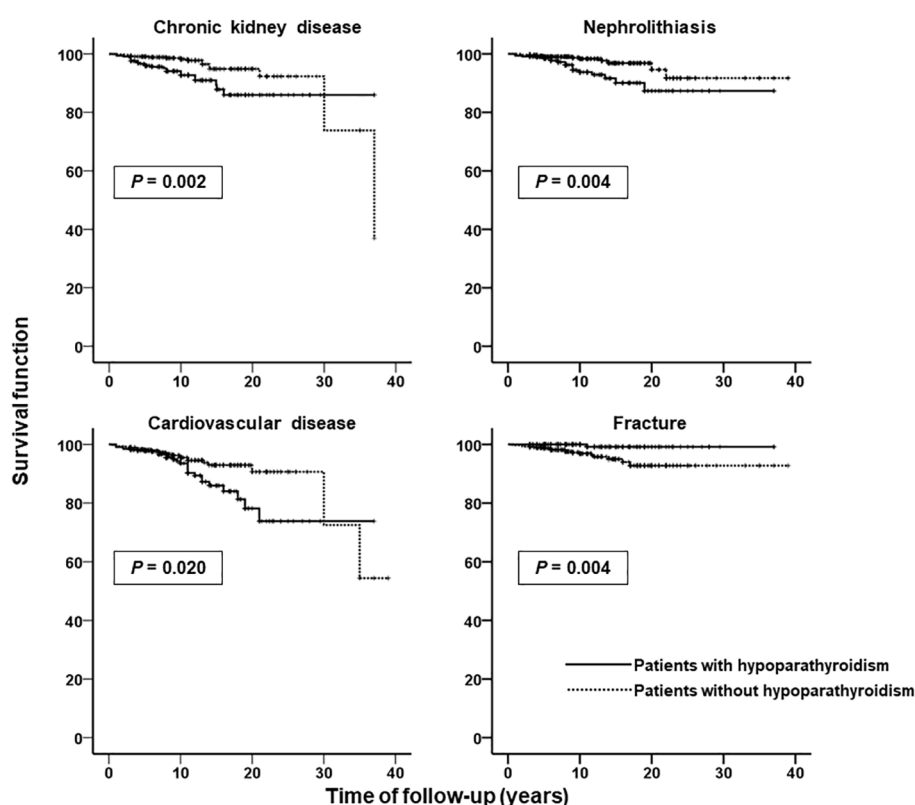 Chronic kidney disease
Nephrolithiasis
100
80
60
40
20
0
P = 0.002
0 10 20 30 40
100
80
60
40
20
0
P = 0.004
0 10 20 30 40
Survival function
Cardiovascular disease
Fracture
100
80
60
40
20
0
P = 0.020
0 10 20 30 40
100
80
60
40
20
0
P = 0.004
Patients with hypoparathyroidism
Patients without hypoparathyroidism
0 10 20 30 40
Time of follow-up (years)